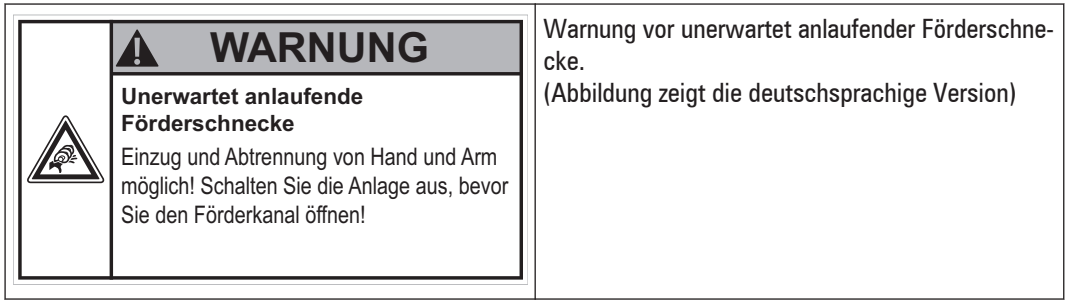 WARNUNG
Unerwartet anlaufende
Förderschnecke
Einzug und Abtrennung von Hand und Arm
möglich! Schalten Sie die Anlage aus, bevor
Sie den Förderkanal öffnen!
Warnung vor unerwartet anlaufender Förderschne-
cke.
(Abbildung zeigt die deutschsprachige Version)